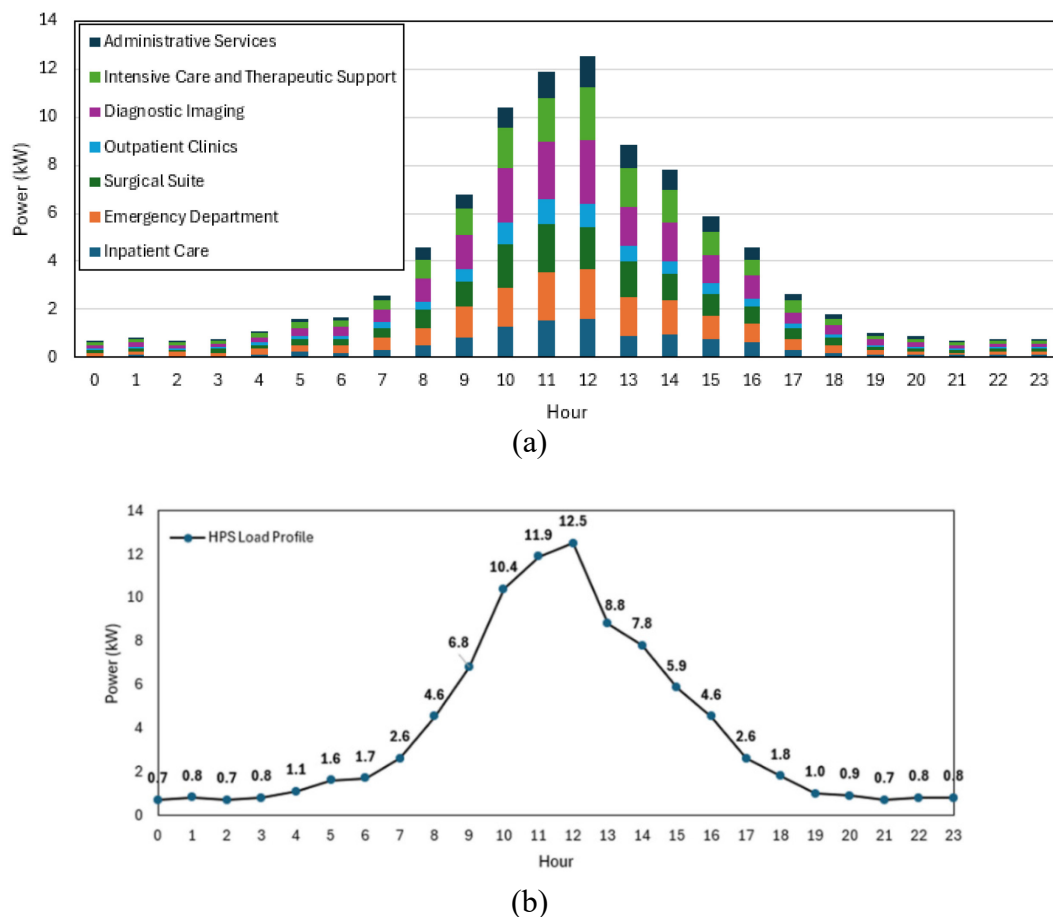 14
12
10
8
6
4
2
0
Power (kW)
Administrative Services
Intensive Care and Therapeutic Support
Diagnostic Imaging
Outpatient Clinics
Surgical Suite
Emergency Department
Inpatient Care
0 1 2 3 4 5 6 7 8 9 10 11 12 13 14 15 16 17 18 19 20 21 22 23
Hour
(a)
14
12
10
8
6
4
2
0
Power (kW)
HPS Load Profile
0.7 0.8 0.7 0.8 1.1 1.6 1.7 2.6 4.6 6.8 10.4 11.9 12.5 8.8 7.8 5.9 4.6 2.6 1.8 1.0 0.9 0.7 0.8 0.8
0 1 2 3 4 5 6 7 8 9 10 11 12 13 14 15 16 17 18 19 20 21 22 23
Hour
(b)